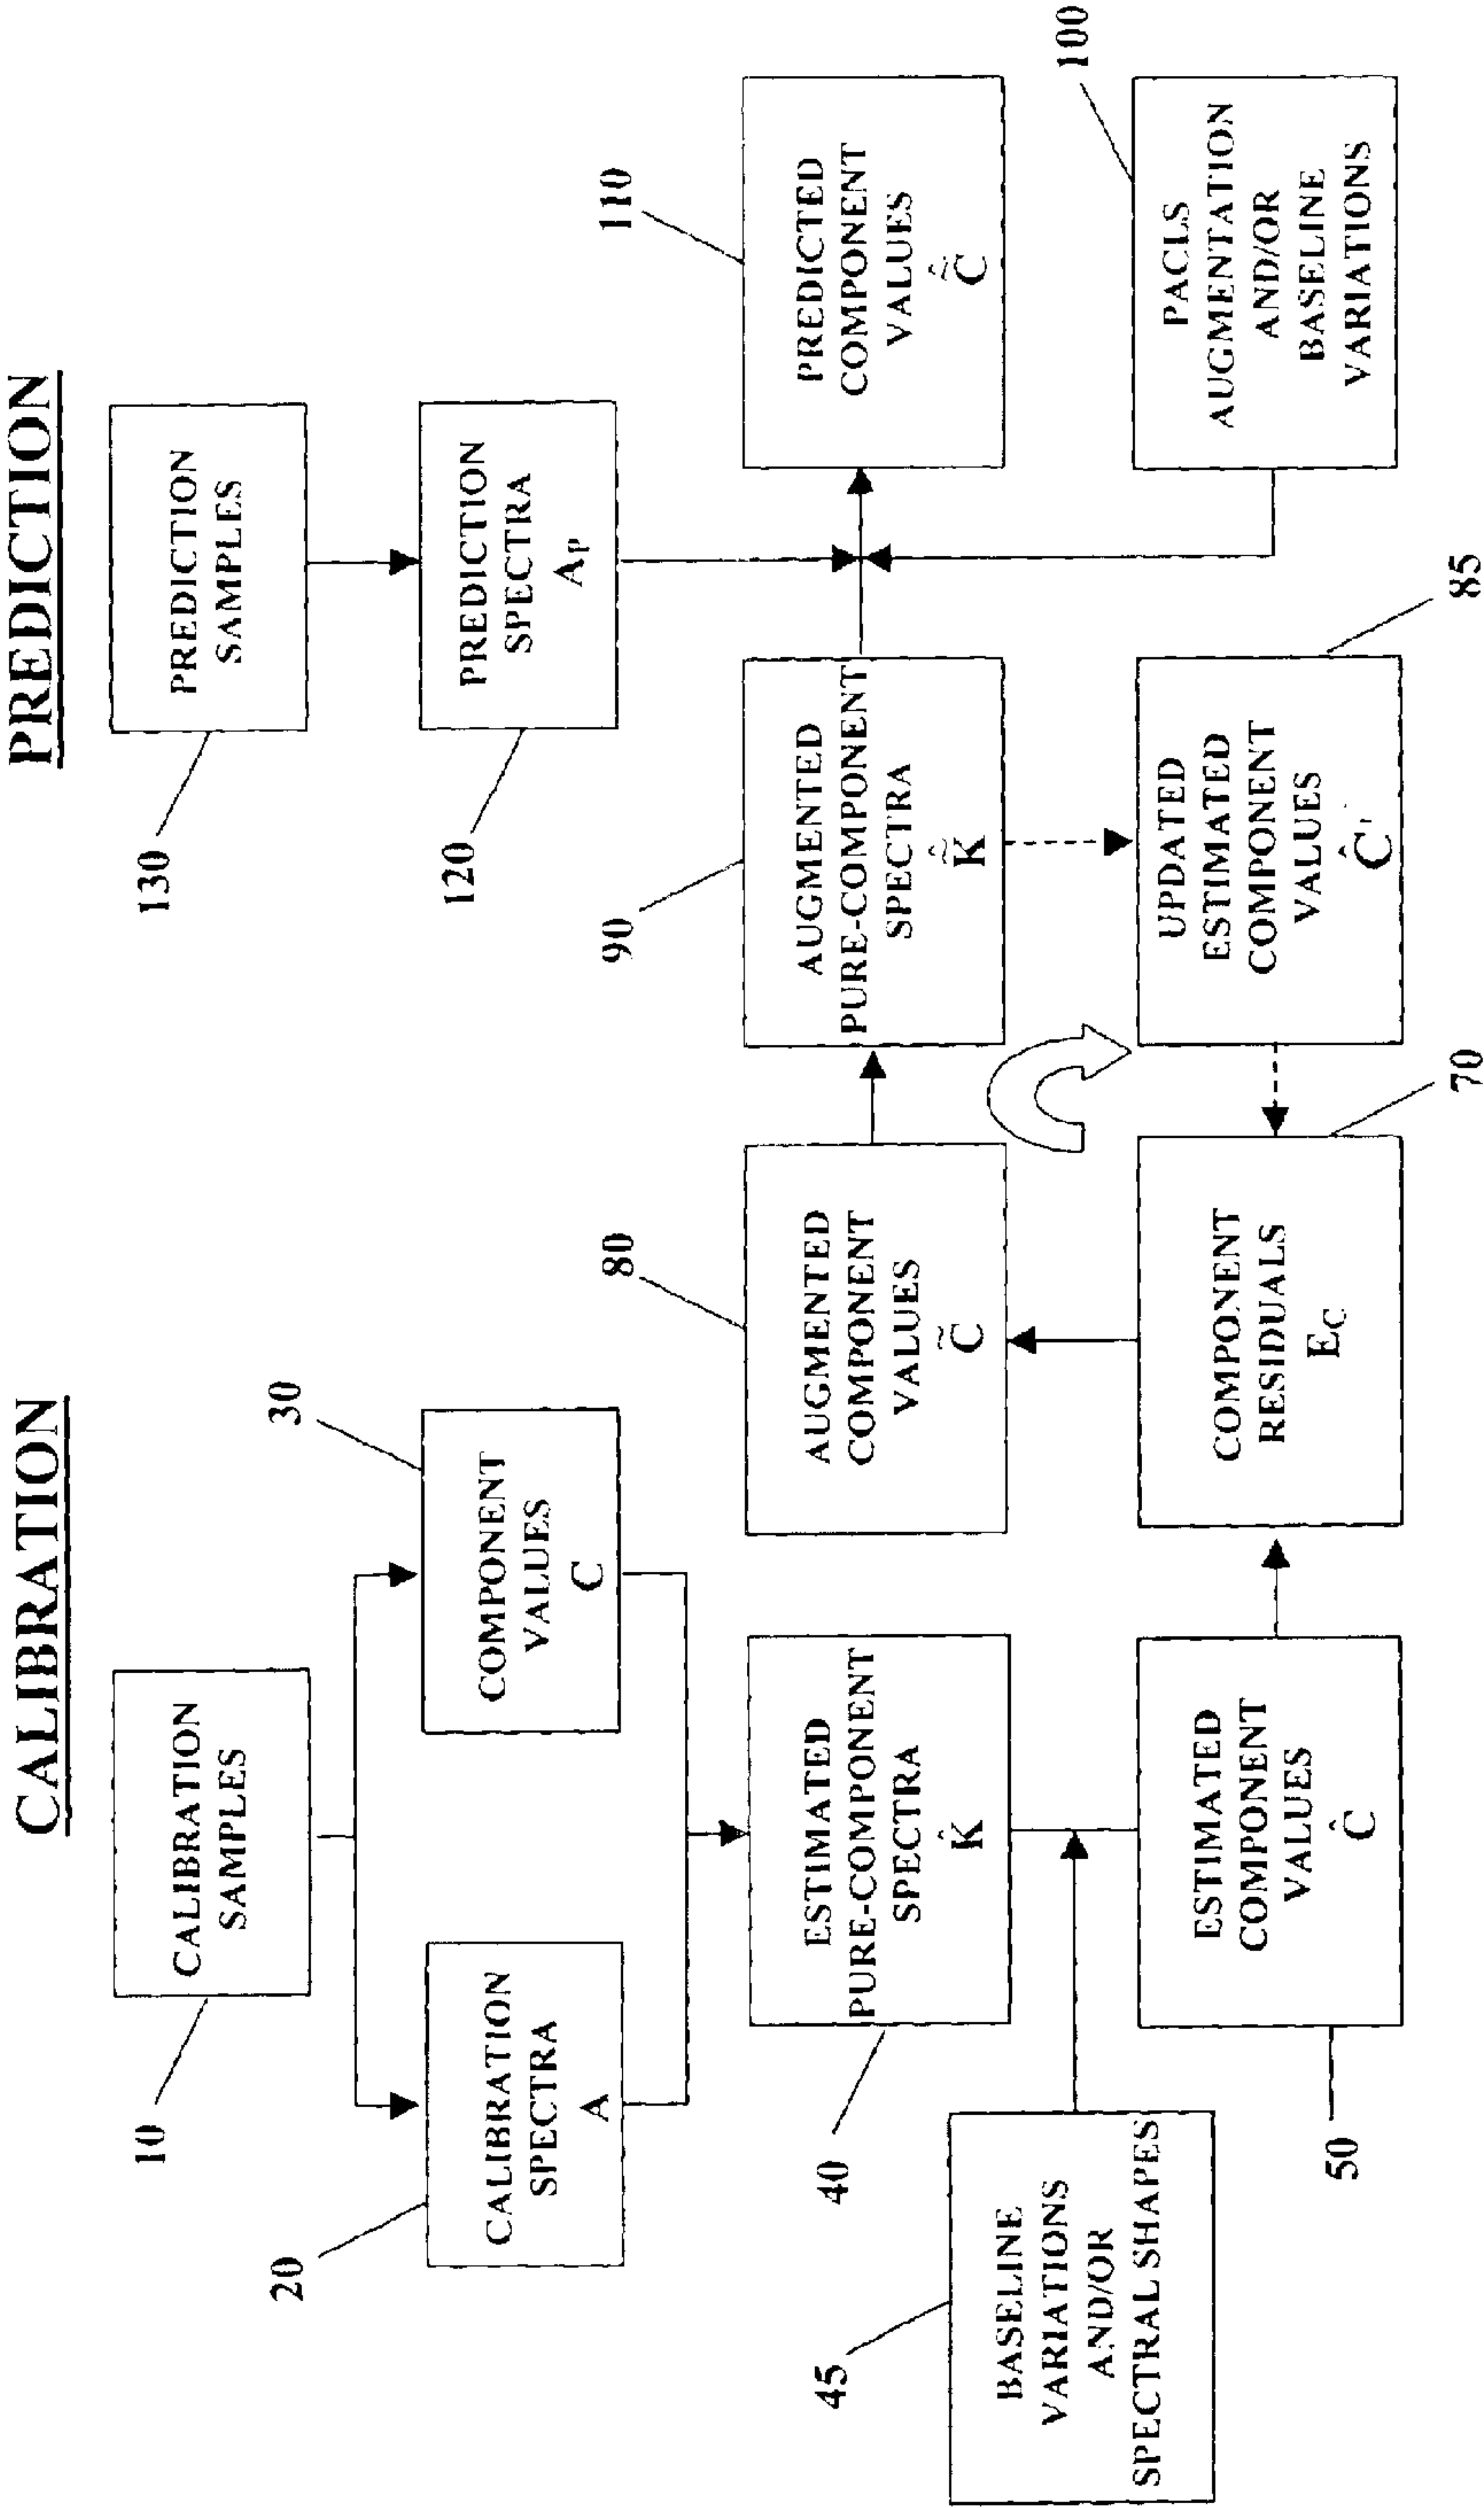 CALIBRATION
10
CALIBRATION
SAMPLES
20
CALIBRATION
SPECTRA
A
30
COMPONENT
VALUES
C
40
ESTIMATED
PURE-COMPONENT
SPECTRA
K̂
45
BASELINE
VARIATIONS
AND/OR
SPECTRAL SHAPES
50
ESTIMATED
COMPONENT
VALUES
Ĉ
70
COMPONENT
RESIDUALS
E_C
80
AUGMENTED
COMPONENT
VALUES
C̃
90
AUGMENTED
PURE-COMPONENT
SPECTRA
K̃̂
85
UPDATED
ESTIMATED
COMPONENT
VALUES
Ĉ'
PREDICTION
130
PREDICTION
SAMPLES
120
PREDICTION
SPECTRA
A_P
110
PREDICTED
COMPONENT
VALUES
C̃̂
100
PACLS
AUGMENTATION
AND/OR
BASELINE
VARIATIONS